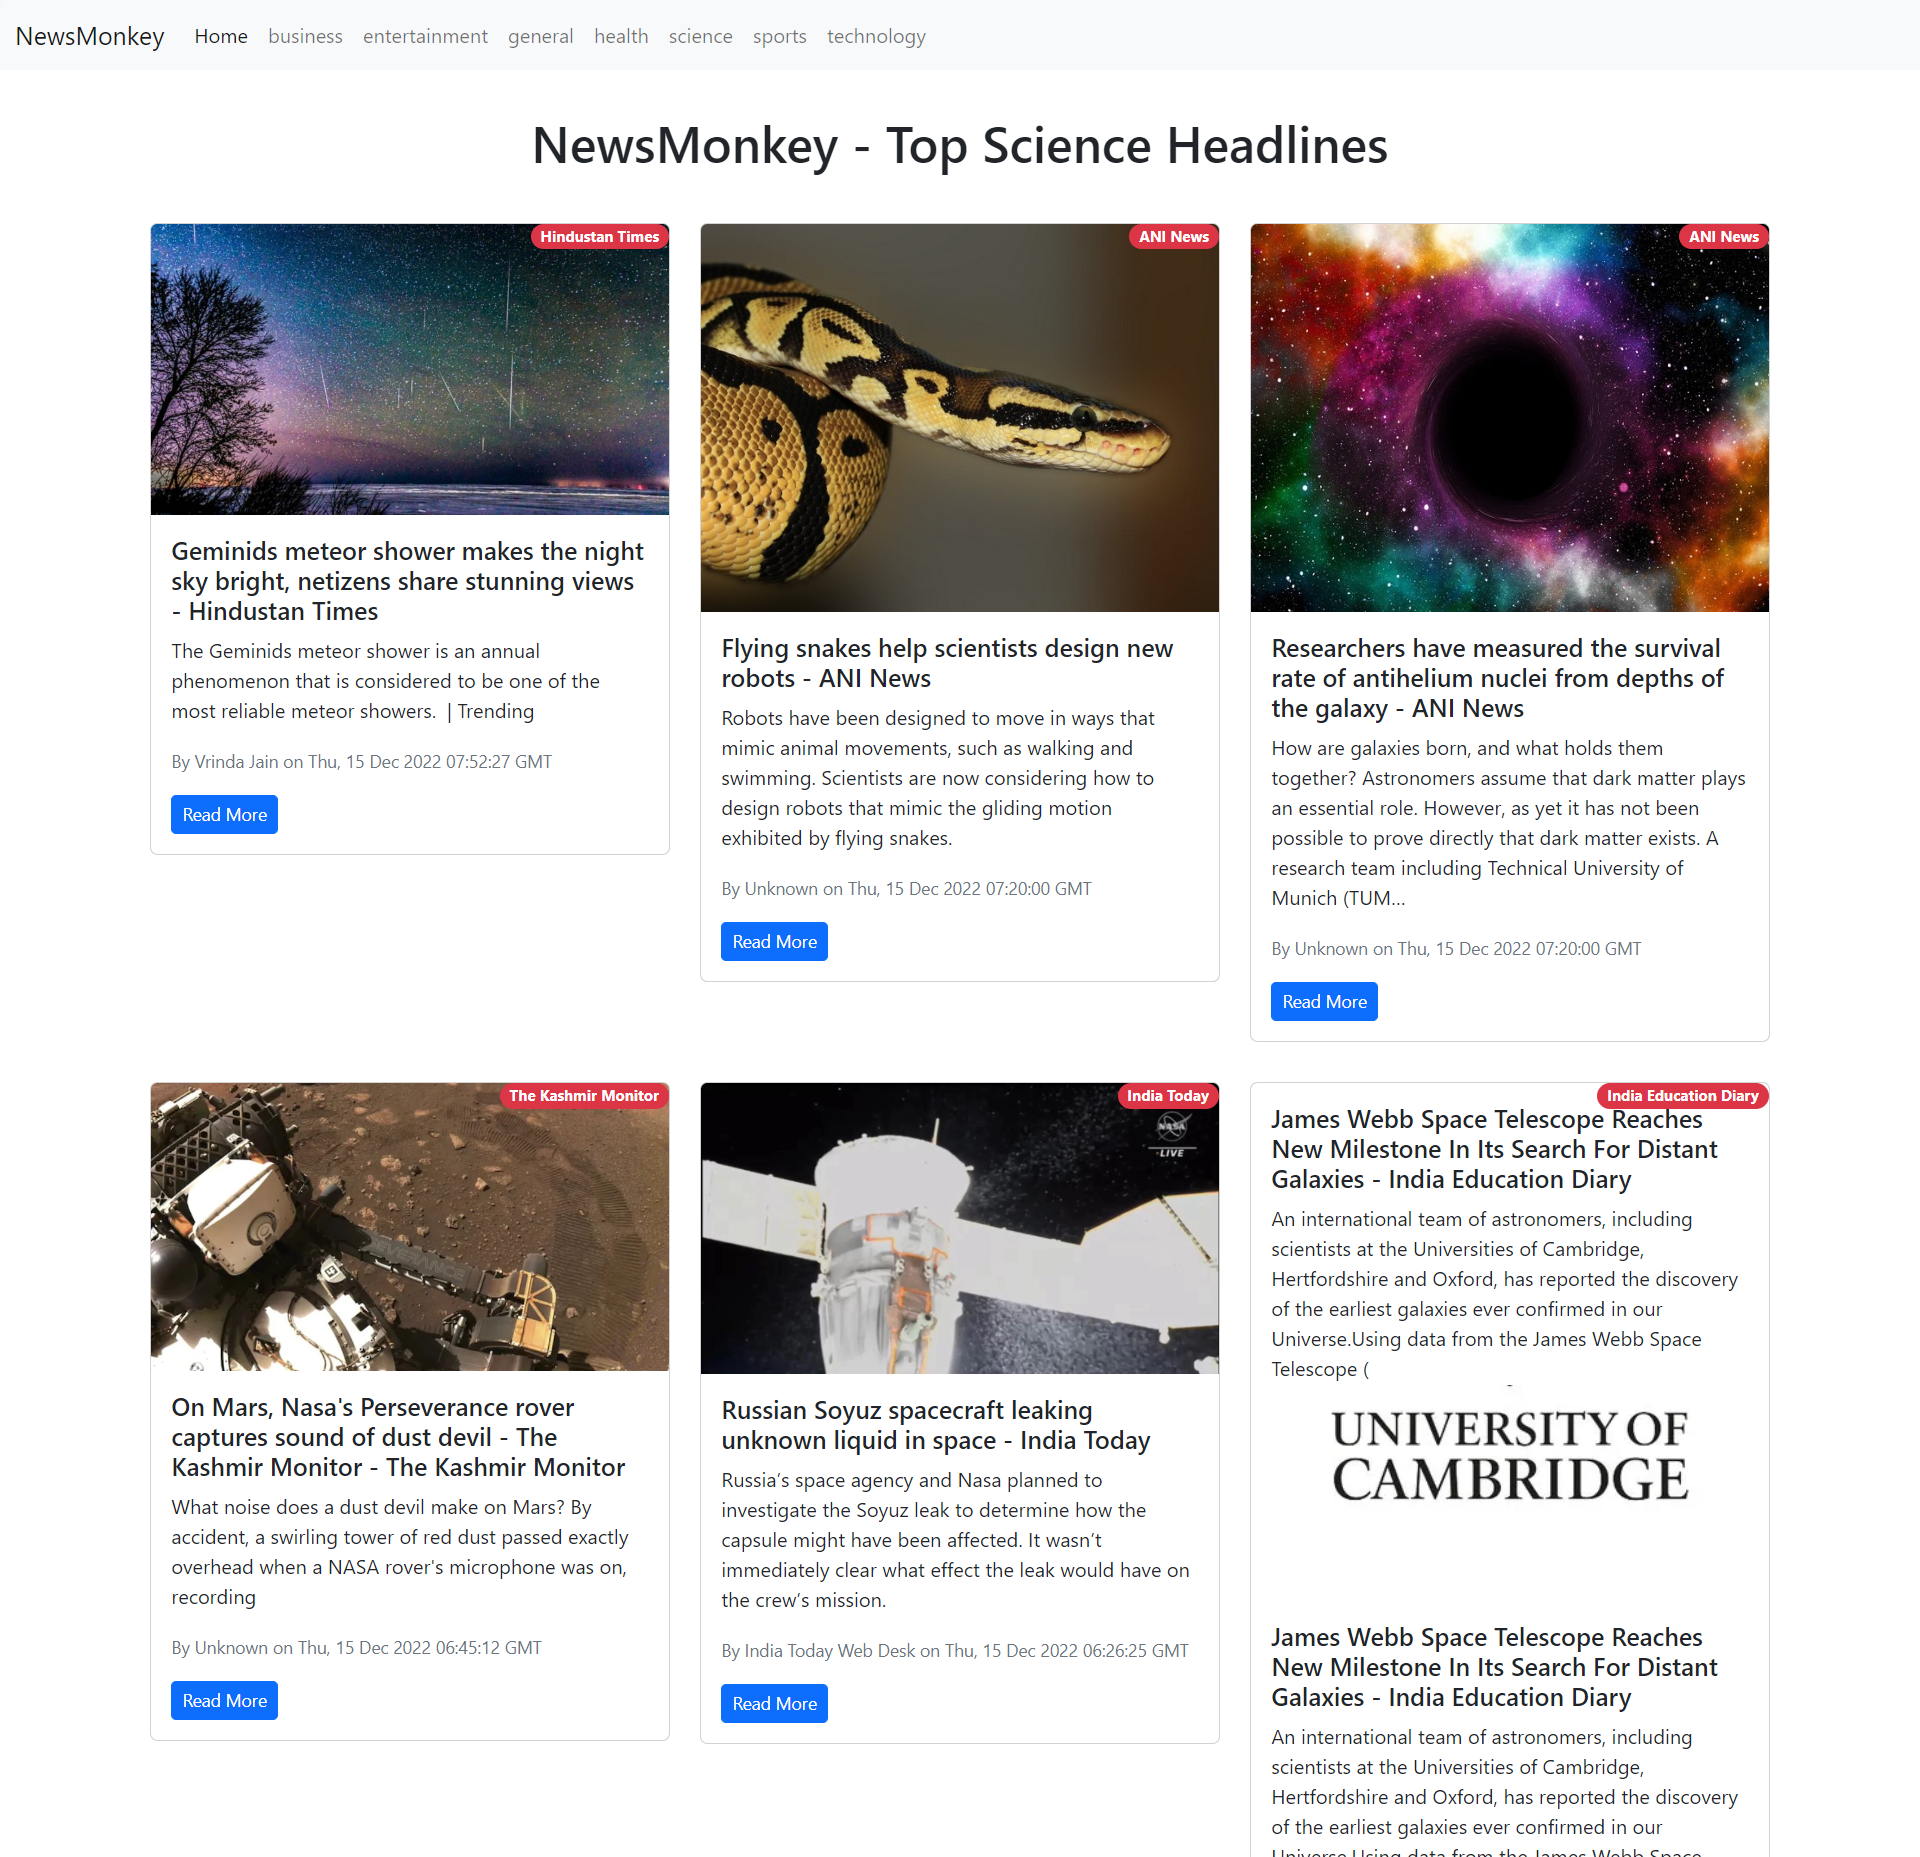 NewsMonkey Home business entertainment general health science sports technology
NewsMonkey - Top Science Headlines
Hindustan Times
Geminids meteor shower makes the night
sky bright, netizens share stunning views
- Hindustan Times
The Geminids meteor shower is an annual
phenomenon that is considered to be one of the
most reliable meteor showers.  | Trending
By Vrinda Jain on Thu, 15 Dec 2022 07:52:27 GMT
Read More
ANI News
Flying snakes help scientists design new
robots - ANI News
Robots have been designed to move in ways that
mimic animal movements, such as walking and
swimming. Scientists are now considering how to
design robots that mimic the gliding motion
exhibited by flying snakes.
By Unknown on Thu, 15 Dec 2022 07:20:00 GMT
Read More
ANI News
Researchers have measured the survival
rate of antihelium nuclei from depths of
the galaxy - ANI News
How are galaxies born, and what holds them
together? Astronomers assume that dark matter plays
an essential role. However, as yet it has not been
possible to prove directly that dark matter exists. A
research team including Technical University of
Munich (TUM...
By Unknown on Thu, 15 Dec 2022 07:20:00 GMT
Read More
The Kashmir Monitor
On Mars, Nasa's Perseverance rover
captures sound of dust devil - The
Kashmir Monitor - The Kashmir Monitor
What noise does a dust devil make on Mars? By
accident, a swirling tower of red dust passed exactly
overhead when a NASA rover's microphone was on,
recording
By Unknown on Thu, 15 Dec 2022 06:45:12 GMT
Read More
India Today
NASA
LIVE
Russian Soyuz spacecraft leaking
unknown liquid in space - India Today
Russia’s space agency and Nasa planned to
investigate the Soyuz leak to determine how the
capsule might have been affected. It wasn’t
immediately clear what effect the leak would have on
the crew’s mission.
By India Today Web Desk on Thu, 15 Dec 2022 06:26:25 GMT
Read More
India Education Diary
James Webb Space Telescope Reaches
New Milestone In Its Search For Distant
Galaxies - India Education Diary
An international team of astronomers, including
scientists at the Universities of Cambridge,
Hertfordshire and Oxford, has reported the discovery
of the earliest galaxies ever confirmed in our
Universe.Using data from the James Webb Space
Telescope (
UNIVERSITY OF
CAMBRIDGE
James Webb Space Telescope Reaches
New Milestone In Its Search For Distant
Galaxies - India Education Diary
An international team of astronomers, including
scientists at the Universities of Cambridge,
Hertfordshire and Oxford, has reported the discovery
of the earliest galaxies ever confirmed in our
Universe.Using data from the James Webb Space